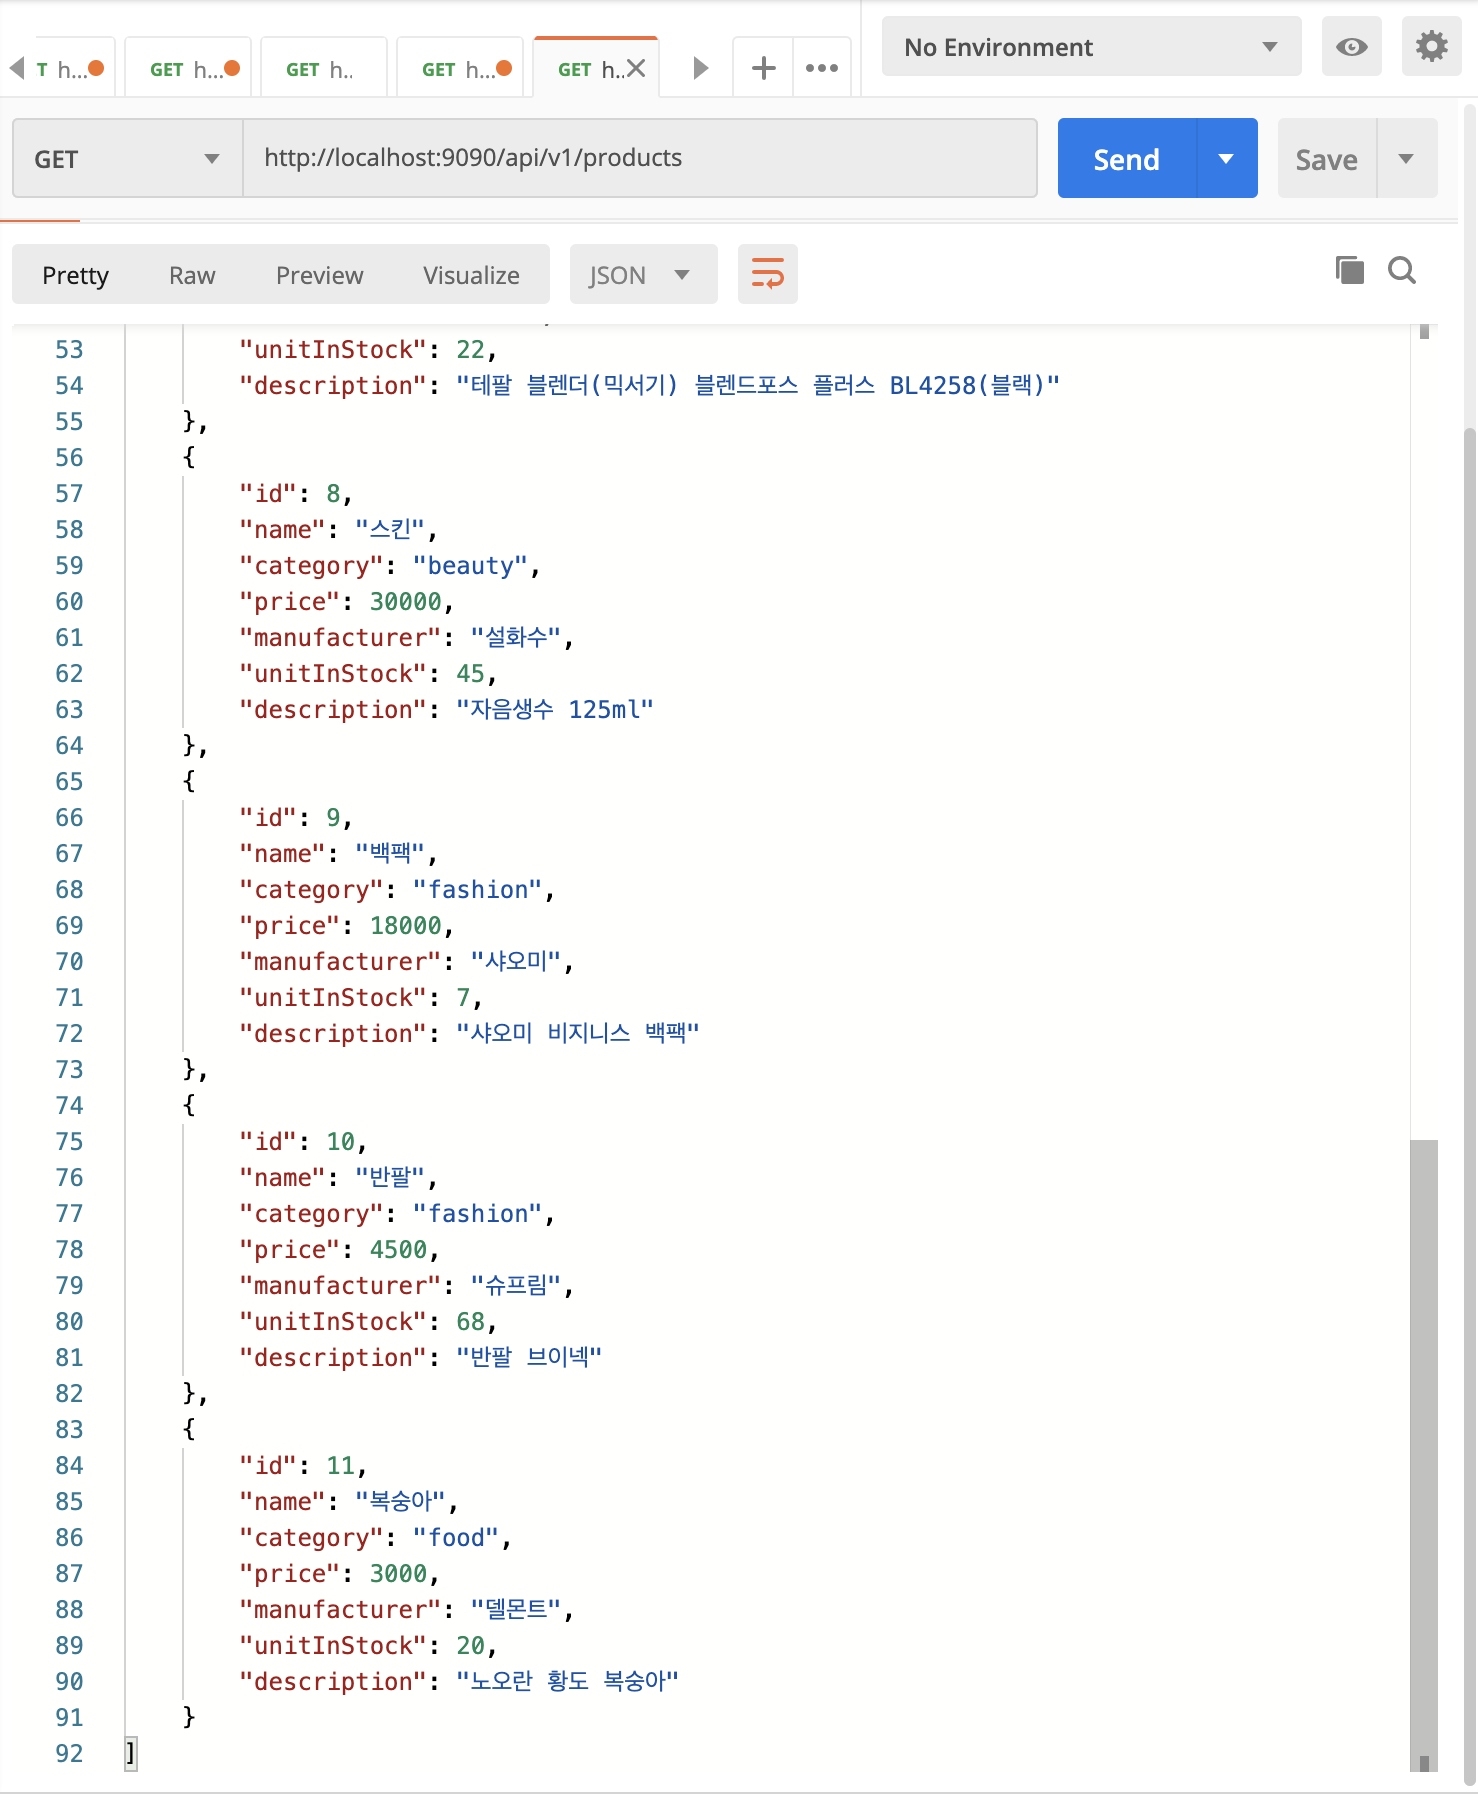 T h...
GET h...
GET h..
GET h...
GET h..
No Environment
GET
http://localhost:9090/api/v1/products
Send
Save
Pretty Raw Preview Visualize JSON
53 "unitInStock": 22,
54 "description": "테팔 블렌더(믹서기) 블렌드포스 플러스 BL4258(블랙)"
55 },
56 {
57 "id": 8,
58 "name": "스킨",
59 "category": "beauty",
60 "price": 30000,
61 "manufacturer": "설화수",
62 "unitInStock": 45,
63 "description": "자음생수 125ml"
64 },
65 {
66 "id": 9,
67 "name": "백팩",
68 "category": "fashion",
69 "price": 18000,
70 "manufacturer": "샤오미",
71 "unitInStock": 7,
72 "description": "샤오미 비지니스 백팩"
73 },
74 {
75 "id": 10,
76 "name": "반팔",
77 "category": "fashion",
78 "price": 4500,
79 "manufacturer": "슈프림",
80 "unitInStock": 68,
81 "description": "반팔 브이넥"
82 },
83 {
84 "id": 11,
85 "name": "복숭아",
86 "category": "food",
87 "price": 3000,
88 "manufacturer": "델몬트",
89 "unitInStock": 20,
90 "description": "노오란 황도 복숭아"
91 }
92 ]